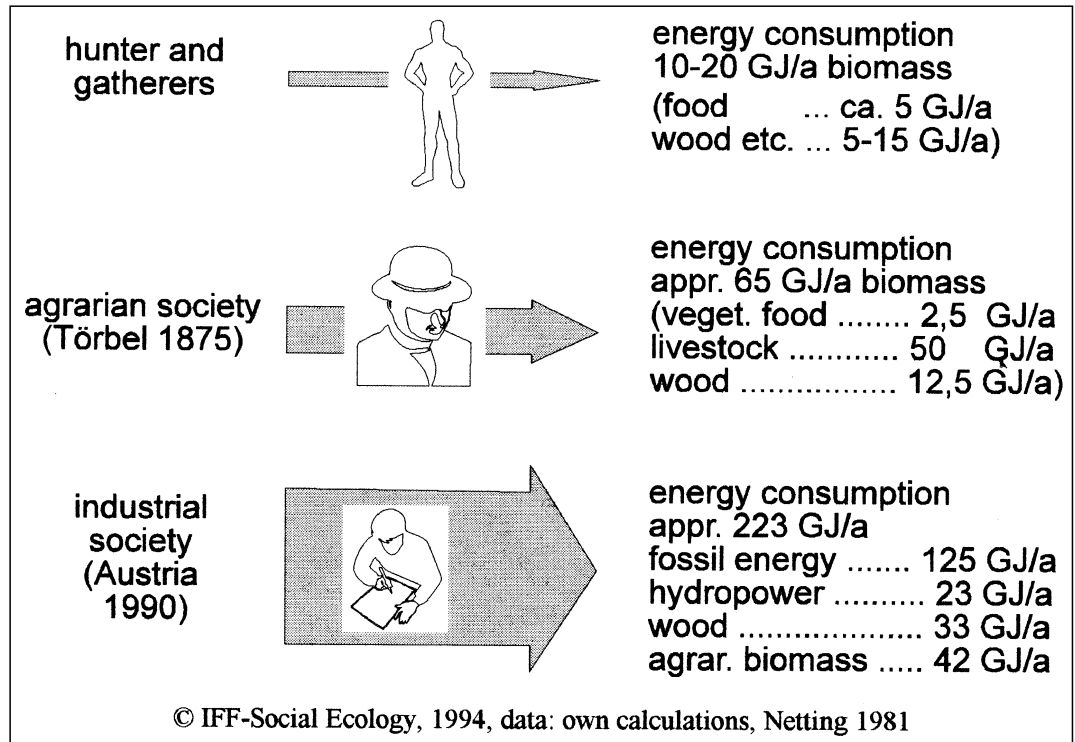 hunter and
gatherers
energy consumption
10-20 GJ/a biomass
(food ... ca. 5 GJ/a
wood etc. ... 5-15 GJ/a)
agrarian society
(Törbel 1875)
energy consumption
appr. 65 GJ/a biomass
(veget. food ........ 2,5 GJ/a
livestock ............ 50 GJ/a
wood ................. 12,5 GJ/a)
industrial
society
(Austria
1990)
energy consumption
appr. 223 GJ/a
fossil energy ....... 125 GJ/a
hydropower .......... 23 GJ/a
wood .................... 33 GJ/a
agrar. biomass ..... 42 GJ/a
© IFF-Social Ecology, 1994, data: own calculations, Netting 1981